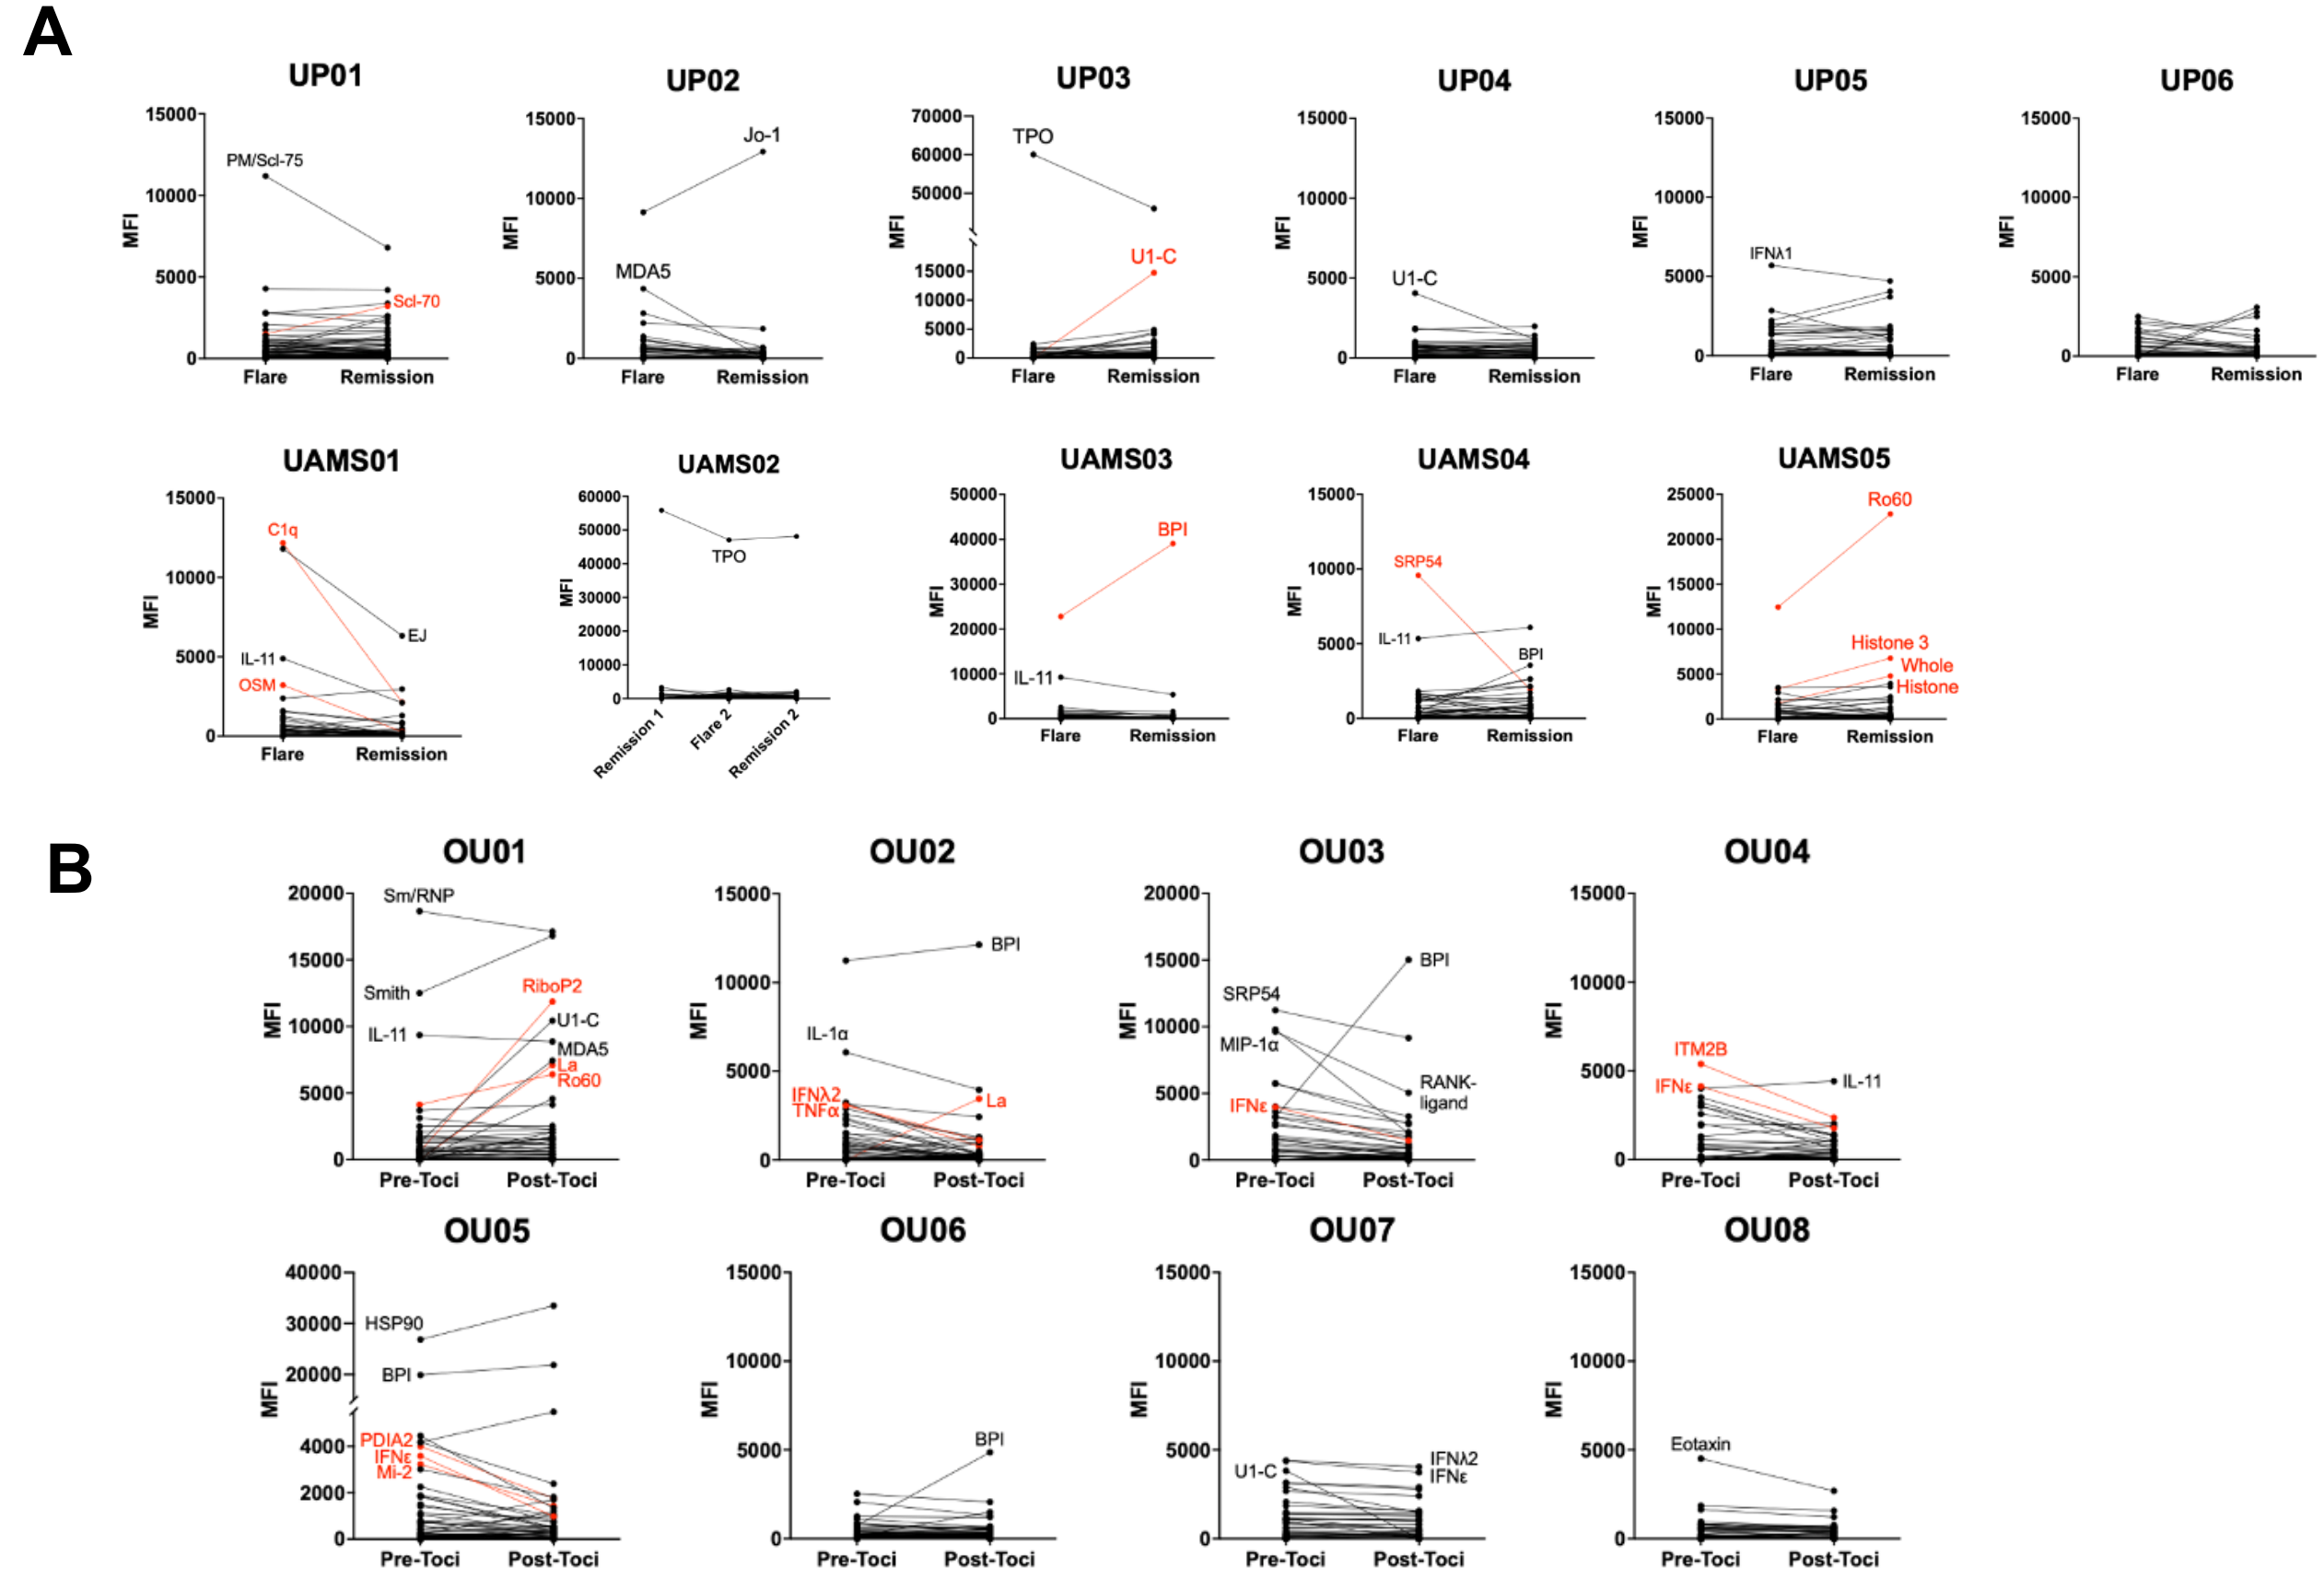 A
UP01
UP02
UP03
UP04
UP05
UP06
15000
10000
5000
0
MFI
PM/Scl-75
Scl-70
Flare
Remission
15000
10000
5000
0
MFI
Jo-1
MDA5
Flare
Remission
70000
60000
50000
15000
10000
5000
0
MFI
TPO
U1-C
Flare
Remission
15000
10000
5000
0
MFI
U1-C
Flare
Remission
15000
10000
5000
0
MFI
IFNλ1
Flare
Remission
15000
10000
5000
0
MFI
Flare
Remission
UAMS01
UAMS02
UAMS03
UAMS04
UAMS05
15000
10000
5000
0
MFI
C1q
EJ
IL-11
OSM
Flare
Remission
60000
50000
40000
30000
20000
10000
0
MFI
TPO
Remission 1
Flare 2
Remission 2
50000
40000
30000
20000
10000
0
MFI
BPI
IL-11
Flare
Remission
15000
10000
5000
0
MFI
SRP54
IL-11
BPI
Flare
Remission
25000
20000
15000
10000
5000
0
MFI
Ro60
Histone 3
Whole
Histone
Flare
Remission
B
OU01
OU02
OU03
OU04
20000
15000
10000
5000
0
MFI
Sm/RNP
Smith
RiboP2
U1-C
IL-11
MDA5
La
Ro60
Pre-Toci
Post-Toci
15000
10000
5000
0
MFI
BPI
IL-1α
IFNλ2
TNFα
La
Pre-Toci
Post-Toci
20000
15000
10000
5000
0
MFI
BPI
SRP54
MIP-1α
RANK-
ligand
IFNε
Pre-Toci
Post-Toci
15000
10000
5000
0
MFI
ITM2B
IFNε
IL-11
Pre-Toci
Post-Toci
OU05
OU06
OU07
OU08
40000
30000
20000
4000
2000
0
MFI
HSP90
BPI
PDIA2
IFNε
Mi-2
Pre-Toci
Post-Toci
15000
10000
5000
0
MFI
BPI
Pre-Toci
Post-Toci
15000
10000
5000
0
MFI
U1-C
IFNλ2
IFNε
Pre-Toci
Post-Toci
15000
10000
5000
0
MFI
Eotaxin
Pre-Toci
Post-Toci